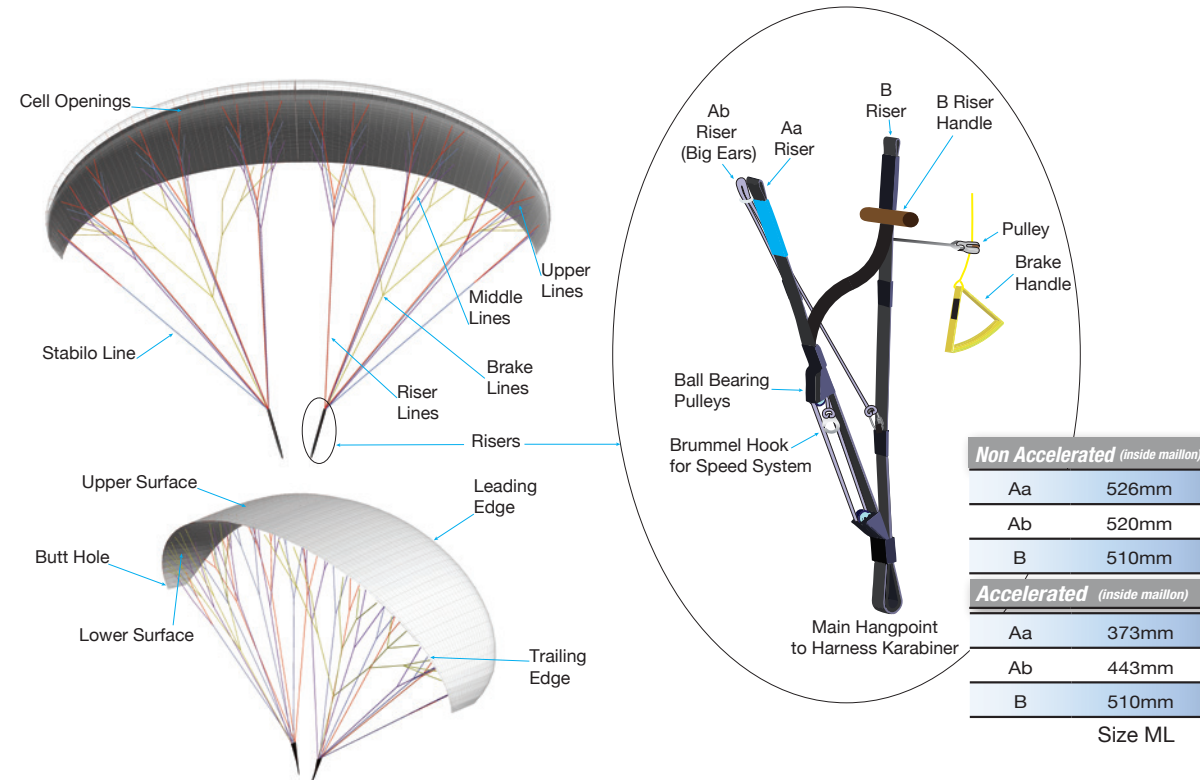 Cell Openings
Upper
Lines
Middle
Lines
Stabilo Line
Brake
Lines
Riser
Lines
Risers
Upper Surface
Leading
Edge
Butt Hole
Lower Surface
Trailing
Edge
Ab
Riser
(Big Ears)
Aa
Riser
B
Riser
B Riser
Handle
Pulley
Brake
Handle
Ball Bearing
Pulleys
Brummel Hook
for Speed System
Main Hangpoint
to Harness Karabiner
Non Accelerated (inside maillon)
Aa 526mm
Ab 520mm
B 510mm
Accelerated (inside maillon)
Aa 373mm
Ab 443mm
B 510mm
Size ML